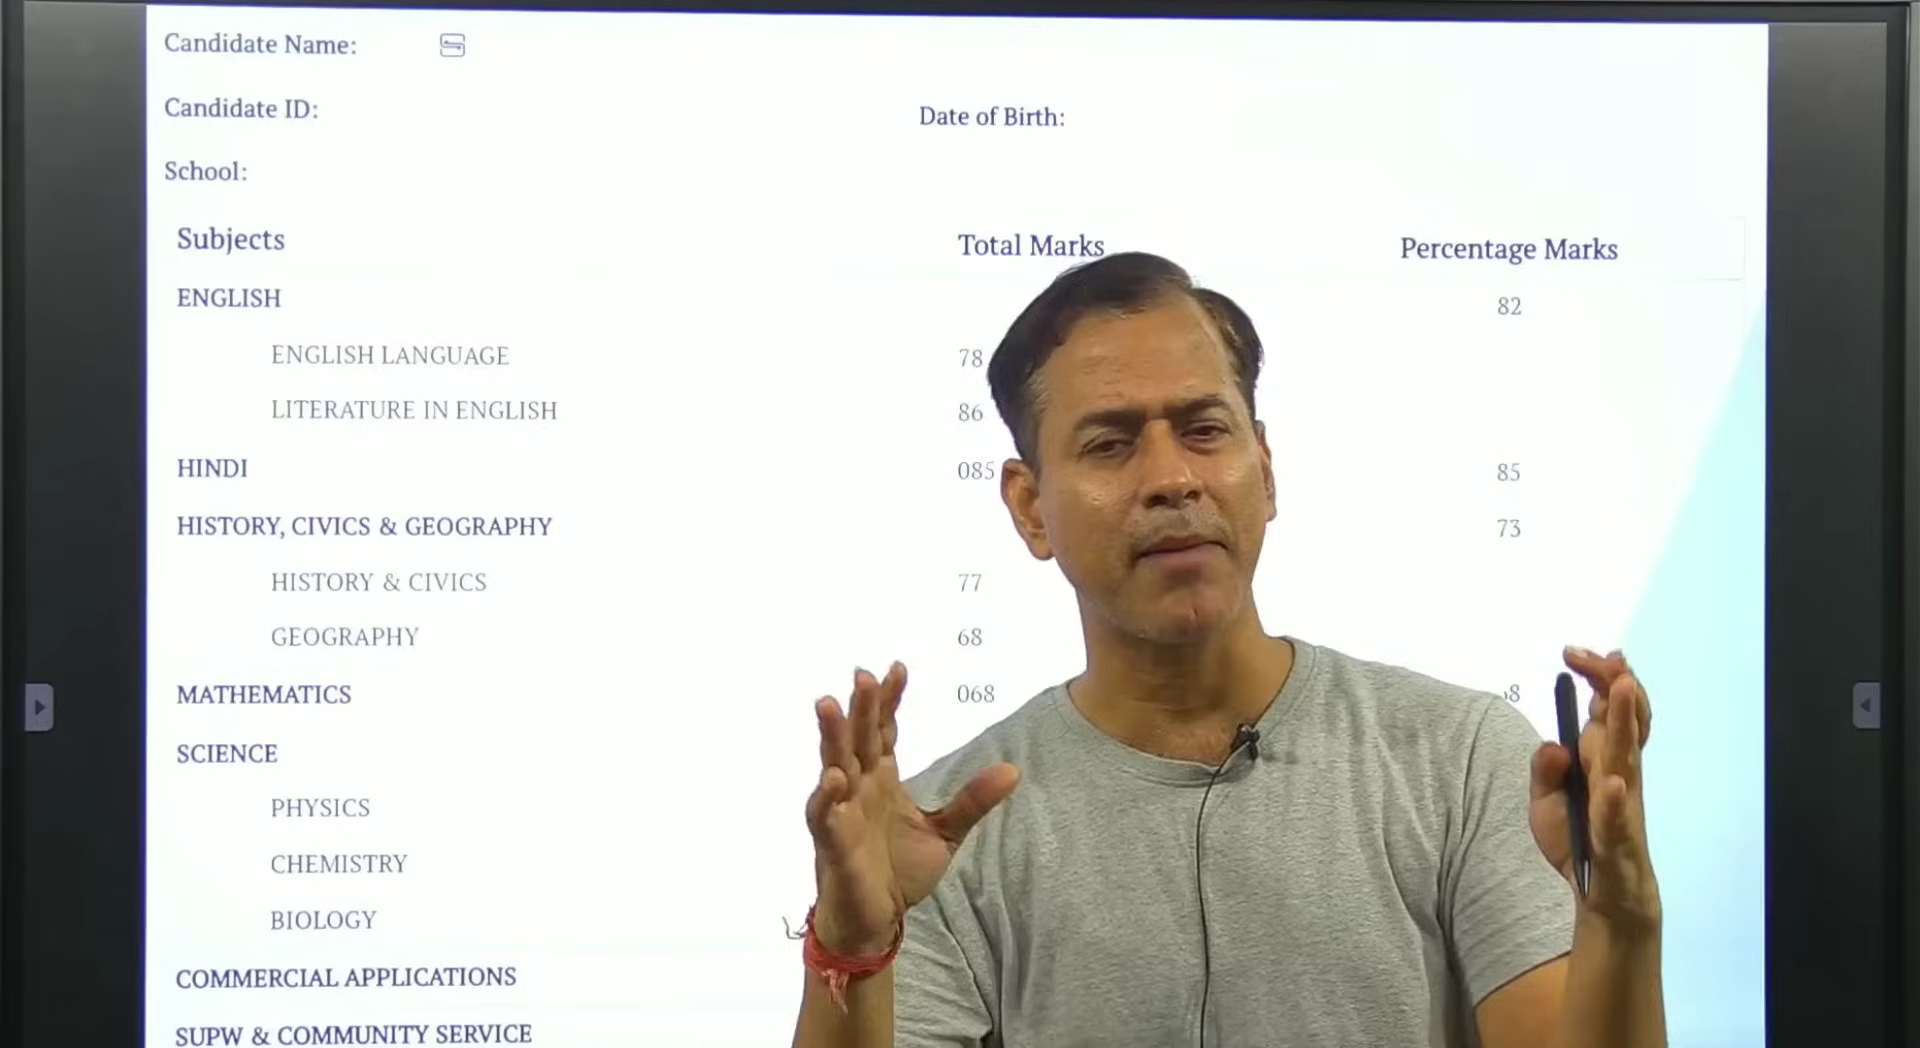 Candidate Name:
Candidate ID:
Date of Birth:
School:
Subjects Total Marks Percentage Marks
ENGLISH 82
ENGLISH LANGUAGE 78
LITERATURE IN ENGLISH 86
HINDI 085 85
HISTORY, CIVICS & GEOGRAPHY 73
HISTORY & CIVICS 77
GEOGRAPHY 68
MATHEMATICS 068
SCIENCE
PHYSICS
CHEMISTRY
BIOLOGY
COMMERCIAL APPLICATIONS
SUPW & COMMUNITY SERVICE